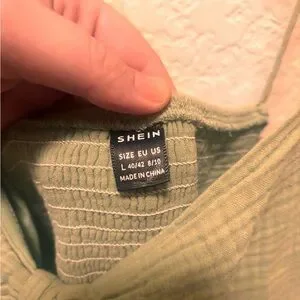 SHEIN
SIZE EU US
L 40/42 8/10
MADE IN CHINA